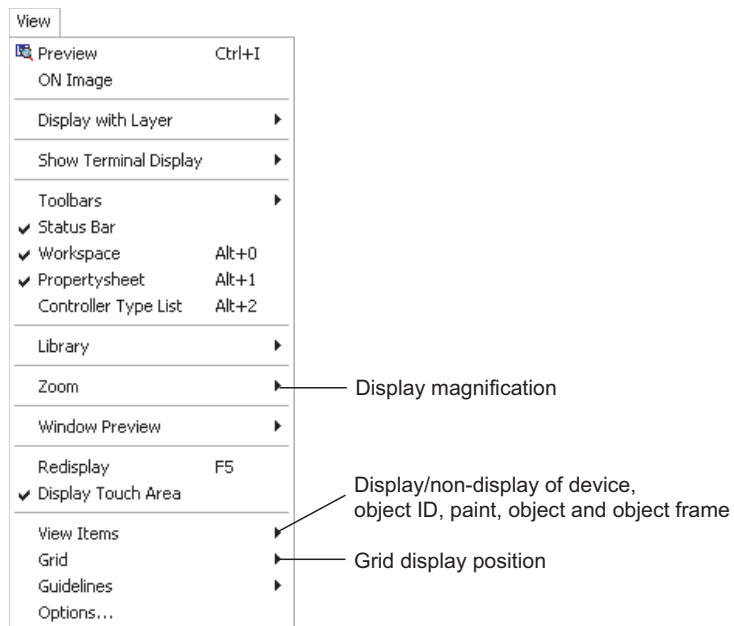 View
Preview Ctrl+I
ON Image
Display with Layer
Show Terminal Display
Toolbars
Status Bar
Workspace Alt+0
Propertysheet Alt+1
Controller Type List Alt+2
Library
Zoom
Display magnification
Window Preview
Redisplay F5
Display Touch Area
Display/non-display of device,
object ID, paint, object and object frame
View Items
Grid
Grid display position
Guidelines
Options...